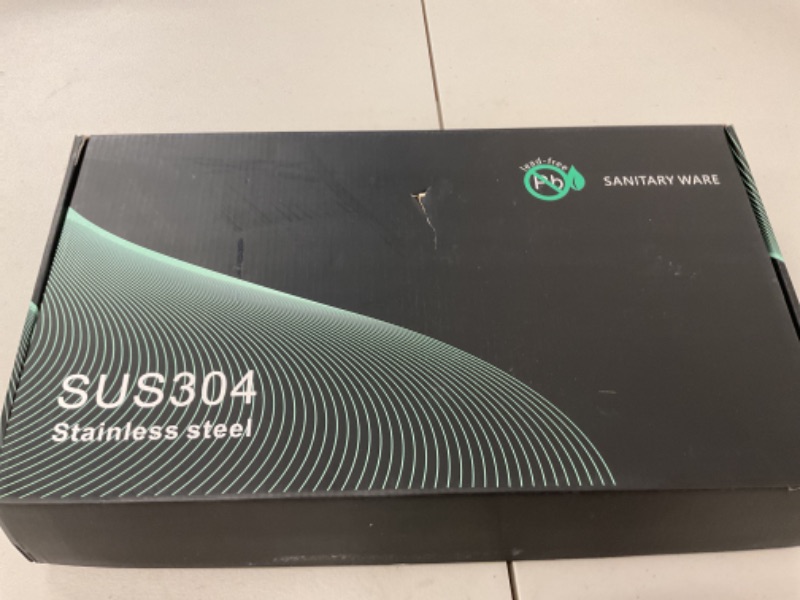 lead-free
Pb
SANITARY WARE
SUS304
Stainless steel